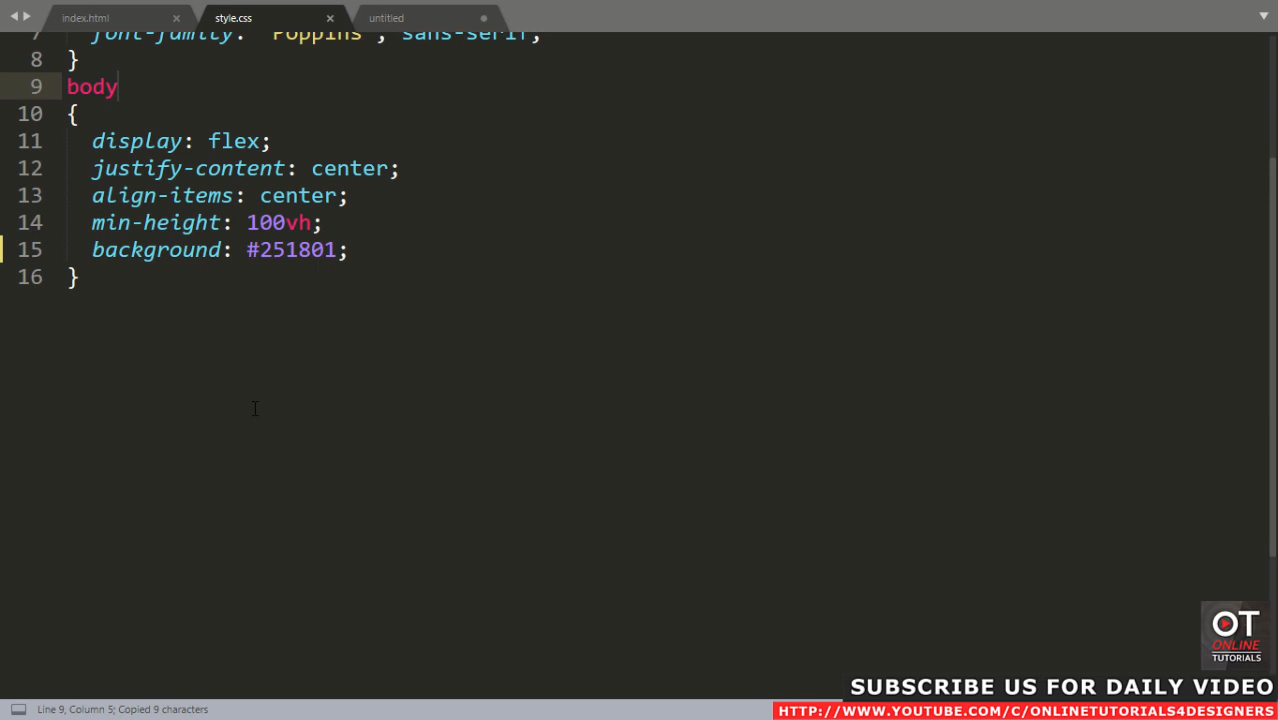 index.html × style.css × untitled
7 font-family: 'Poppins', sans-serif;
8 }
9 body
10 {
11 display: flex;
12 justify-content: center;
13 align-items: center;
14 min-height: 100vh;
15 background: #251801;
16 }
OT
ONLINE
TUTORIALS
SUBSCRIBE US FOR DAILY VIDEO
Line 9, Column 5; Copied 9 characters
HTTP://WWW.YOUTUBE.COM/C/ONLINETUTORIALS4DESIGNERS